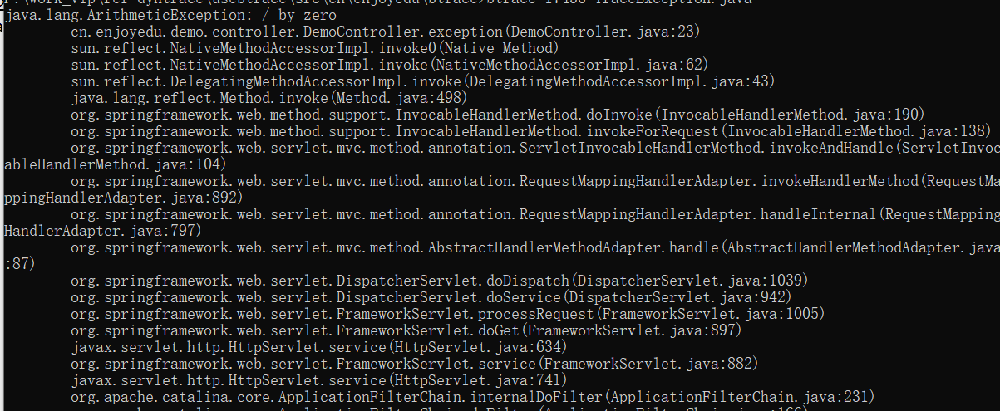 java.lang.ArithmeticException: / by zero
cn.enjoyedu.demo.controller.DemoController.exception(DemoController.java:23)
sun.reflect.NativeMethodAccessorImpl.invoke0(Native Method)
sun.reflect.NativeMethodAccessorImpl.invoke(NativeMethodAccessorImpl.java:62)
sun.reflect.DelegatingMethodAccessorImpl.invoke(DelegatingMethodAccessorImpl.java:43)
java.lang.reflect.Method.invoke(Method.java:498)
org.springframework.web.method.support.InvocableHandlerMethod.doInvoke(InvocableHandlerMethod.java:190)
org.springframework.web.method.support.InvocableHandlerMethod.invokeForRequest(InvocableHandlerMethod.java:138)
org.springframework.web.servlet.mvc.method.annotation.ServletInvocableHandlerMethod.invokeAndHandle(ServletInvoc
ableHandlerMethod.java:104)
org.springframework.web.servlet.mvc.method.annotation.RequestMappingHandlerAdapter.invokeHandlerMethod(RequestMa
ppingHandlerAdapter.java:892)
org.springframework.web.servlet.mvc.method.annotation.RequestMappingHandlerAdapter.handleInternal(RequestMapping
HandlerAdapter.java:797)
org.springframework.web.servlet.mvc.method.AbstractHandlerMethodAdapter.handle(AbstractHandlerMethodAdapter.java
:87)
org.springframework.web.servlet.DispatcherServlet.doDispatch(DispatcherServlet.java:1039)
org.springframework.web.servlet.DispatcherServlet.doService(DispatcherServlet.java:942)
org.springframework.web.servlet.FrameworkServlet.processRequest(FrameworkServlet.java:1005)
org.springframework.web.servlet.FrameworkServlet.doGet(FrameworkServlet.java:897)
javax.servlet.http.HttpServlet.service(HttpServlet.java:634)
org.springframework.web.servlet.FrameworkServlet.service(FrameworkServlet.java:882)
javax.servlet.http.HttpServlet.service(HttpServlet.java:741)
org.apache.catalina.core.ApplicationFilterChain.internalDoFilter(ApplicationFilterChain.java:231)